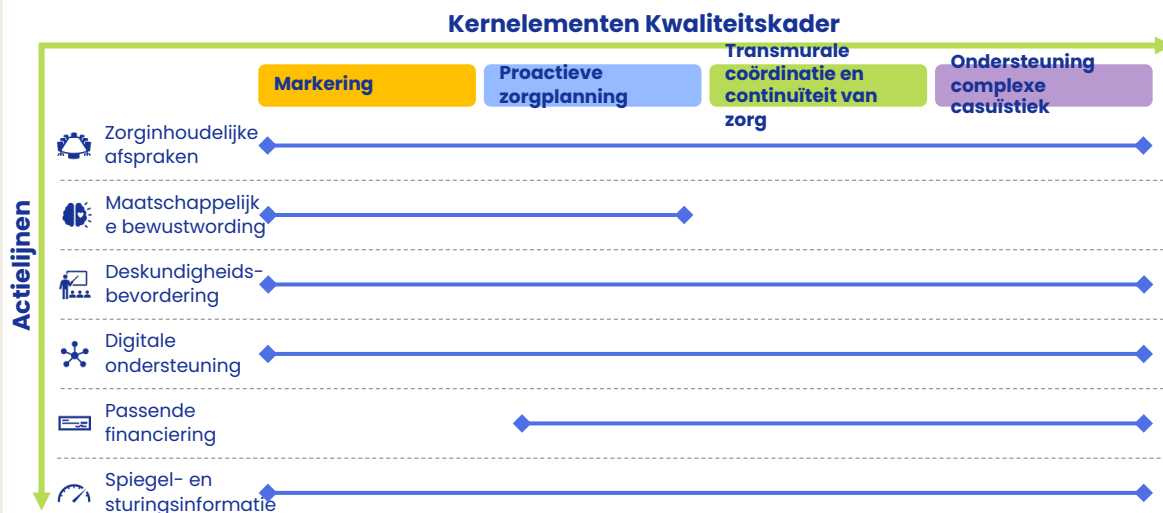 Kernelementen Kwaliteitskader
Markering
Proactieve
zorgplanning
Transmurale
coördinatie en
continuïteit van
zorg
Ondersteuning
complexe
casuïstiek
Actielijnen
Zorginhoudelijke
afspraken
Maatschappelijk
e bewustwording
Deskundigheids-
bevordering
Digitale
ondersteuning
Passende
financiering
Spiegel- en
sturingsinformatie